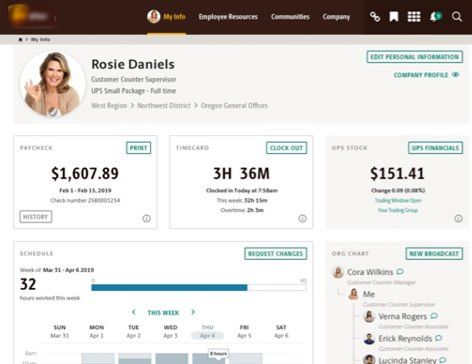 My Info Employee Resources Communities Company
My Info
Rosie Daniels
Customer Counter Supervisor
UPS Small Package - Full time
West Region > Northwest District > Oregon General Offices
EDIT PERSONAL INFORMATION
COMPANY PROFILE
PAYCHECK
PRINT
$1,607.89
Feb 1 - Feb 15, 2019
Check number 2580001234
HISTORY
TIMECARD
CLOCK OUT
3H 36M
Clocked in Today at 7:58am
This week: 32h 15m
Overtime: 2h 5m
UPS STOCK
UPS FINANCIALS
$151.41
Change 0.09 (0.08%)
Trading Window Open
Your Trading Group
SCHEDULE
REQUEST CHANGES
Week of Mar 31 - Apr 6 2019
32
hours worked this week
0 40
THIS WEEK
SUN MON TUE WED THU FRI SAT
Mar 31 Apr 1 Apr 2 Apr 3 Apr 4 Apr 5 Apr 6
8am
8 hours
ORG CHART
NEW BROADCAST
Cora Wilkins
Customer Counter Manager
Me
Customer Counter Supervisor
Verna Rogers
Customer Counter Associate
Erick Reynolds
Customer Counter Associate
Lucinda Stanley